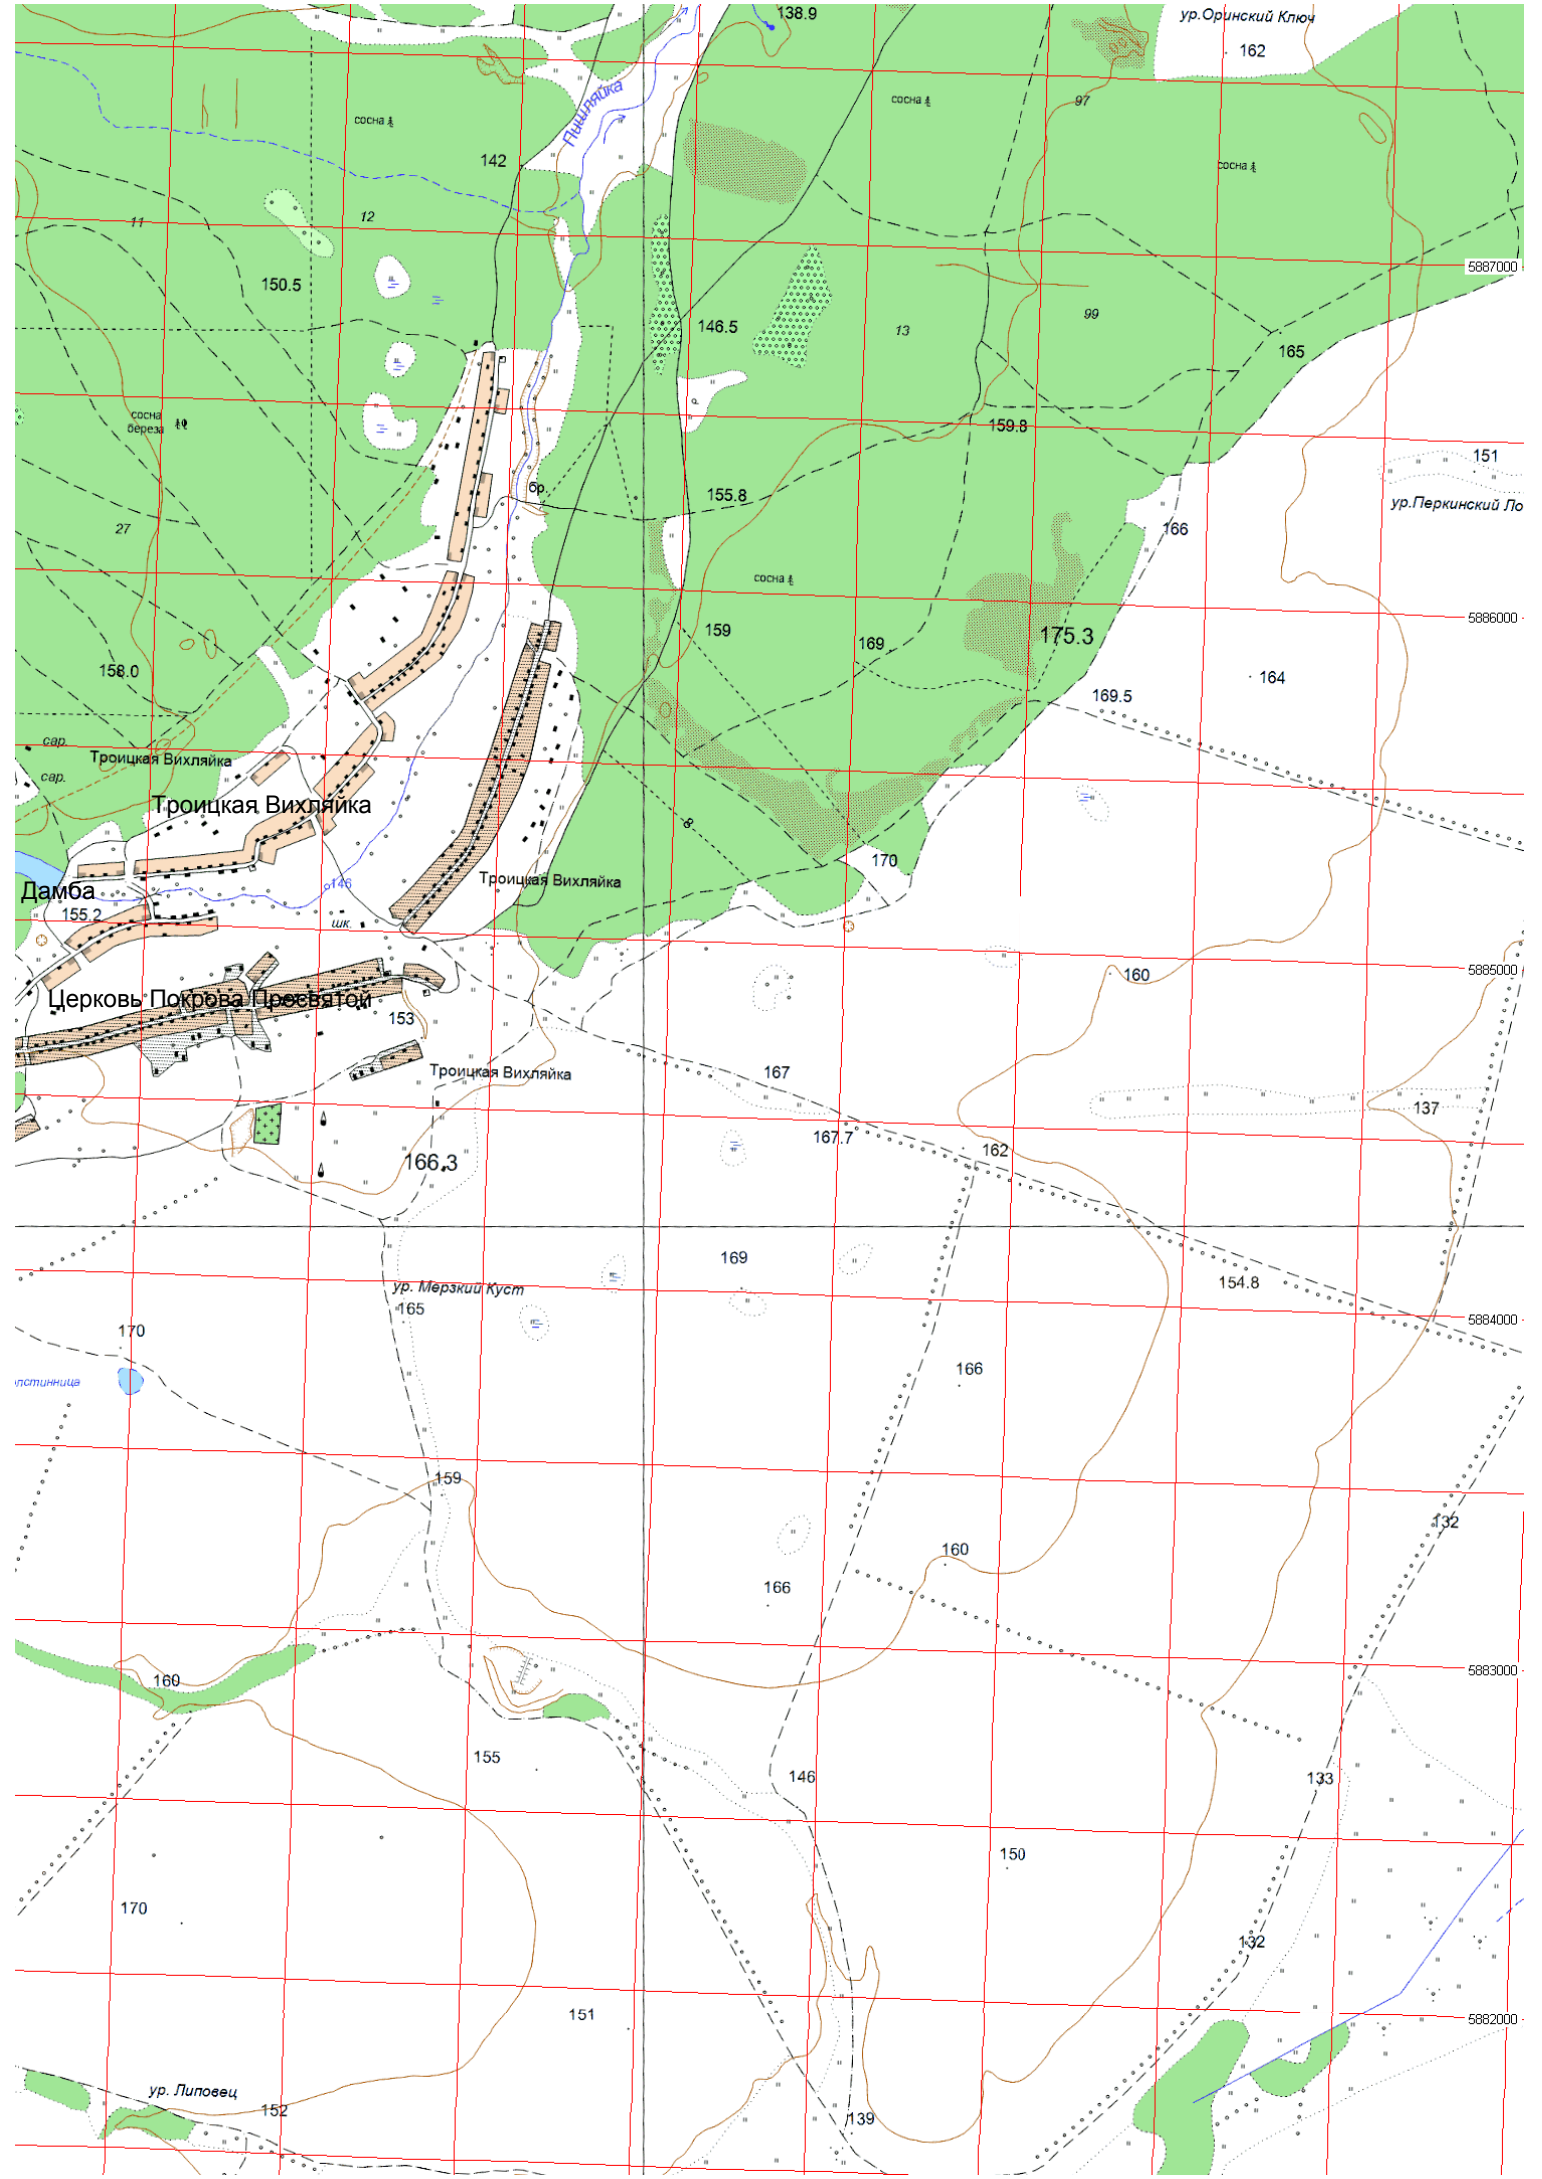 138.9
ур.Оринский Ключ
162
Пишляйка
97
сосна
сосна
142
сосна
11
12
5887000
150.5
146.5
13
99
165
сосна
береза
159.8
151
бр.
155.8
ур.Перкинский Ло
27
166
сосна
5886000
159
175.3
169
158.0
164
169.5
сар.
Троицкая Вихляйка
сар.
Троицкая Вихляйка
8
170
Троицкая Вихляйка
146
Дамба
155.2
шк.
5885000
160
Церковь Покрова Пресвятой
153
Троицкая Вихляйка
167
137
167.7
162
166.3
169
154.8
ур. Мерзкий Куст
165
5884000
170
166
пстинница
159
132
160
166
5883000
160
155
146
133
150
170
132
151
5882000
ур. Липовец
152
139